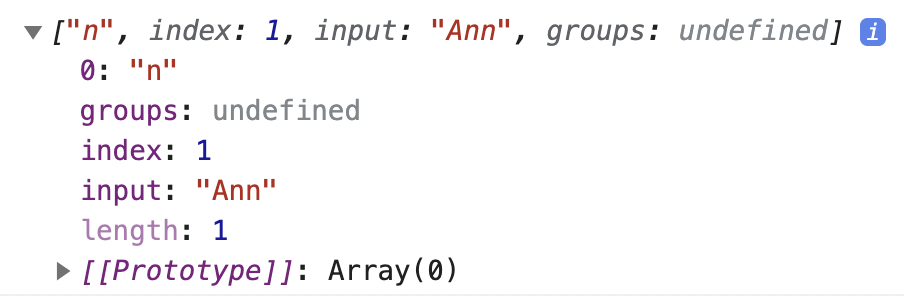 ["n", index: 1, input: "Ann", groups: undefined] i
0: "n"
groups: undefined
index: 1
input: "Ann"
length: 1
[[Prototype]]: Array(0)